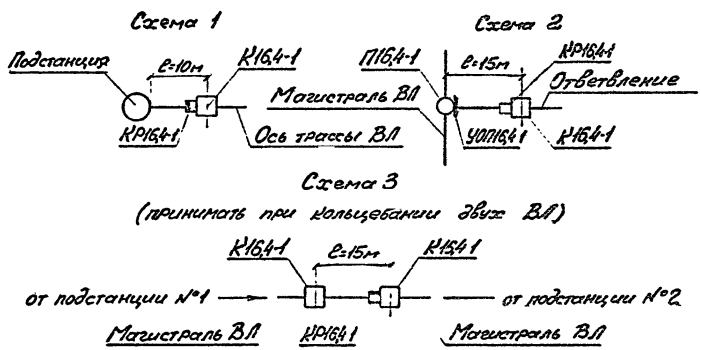 Схема 1
Подстанция
l=10м
К16,4-1
КР16,4-1
Ось трассы ВЛ
Схема 2
П16,4-1
l=15м
КР16,4-1
Ответвление
Магистраль ВЛ
УОП16,4 1
К16,4-1
Схема 3
(принимать при кольцевании двух ВЛ)
К16,4-1
l=15м
К15,4 1
от подстанции №1
от подстанции №2
Магистраль ВЛ
КР16,4 1
Магистраль ВЛ